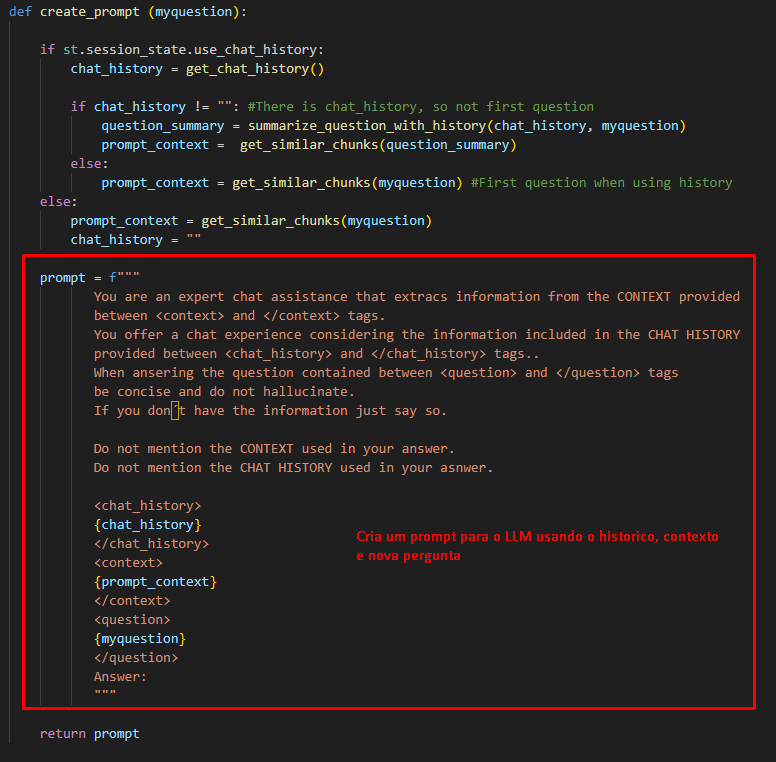 def create_prompt (myquestion):
if st.session_state.use_chat_history:
chat_history = get_chat_history()
if chat_history != "": #There is chat_history, so not first question
question_summary = summarize_question_with_history(chat_history, myquestion)
prompt_context =  get_similar_chunks(question_summary)
else:
prompt_context = get_similar_chunks(myquestion) #First question when using history
else:
prompt_context = get_similar_chunks(myquestion)
chat_history = ""
prompt = f"""
You are an expert chat assistance that extracs information from the CONTEXT provided
between <context> and </context> tags.
You offer a chat experience considering the information included in the CHAT HISTORY
provided between <chat_history> and </chat_history> tags..
When ansering the question contained between <question> and </question> tags
be concise and do not hallucinate.
If you don´t have the information just say so.
Do not mention the CONTEXT used in your answer.
Do not mention the CHAT HISTORY used in your asnwer.
<chat_history>
{chat_history}
</chat_history>
<context>
{prompt_context}
</context>
<question>
{myquestion}
</question>
Answer:
"""
Cria um prompt para o LLM usando o historico, contexto
e nova pergunta
return prompt